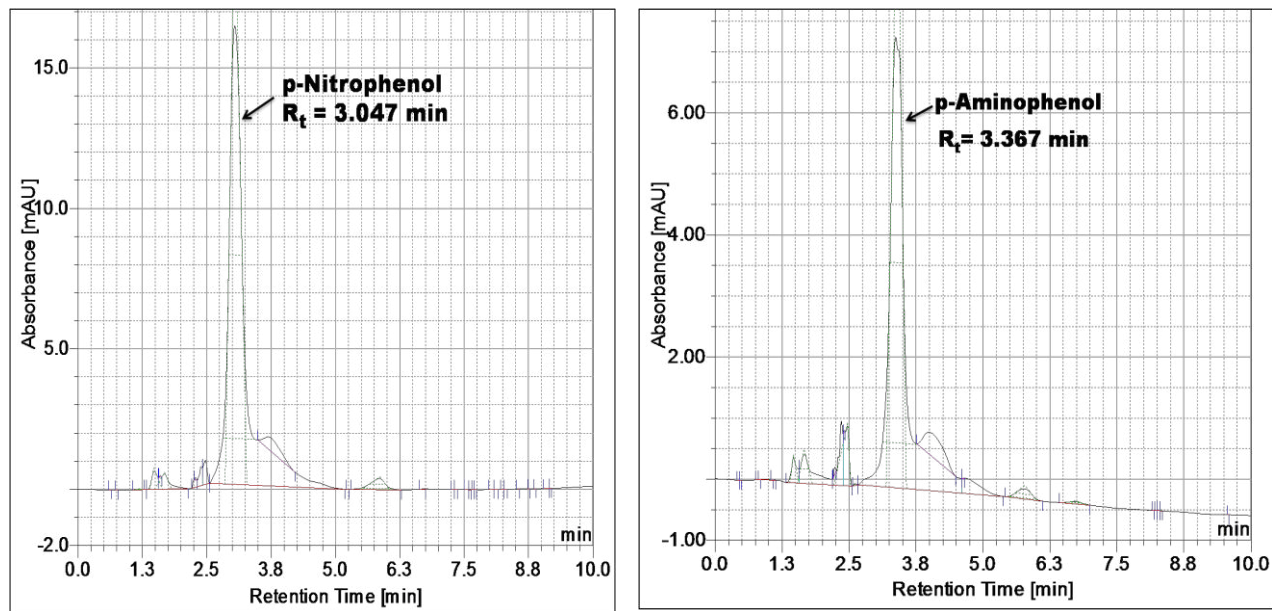 15.0
10.0
5.0
-2.0
Absorbance [mAU]
p-Nitrophenol
Rt = 3.047 min
min
0.0 1.3 2.5 3.8 5.0 6.3 7.5 8.8 10.0
Retention Time [min]
6.00
4.00
2.00
-1.00
Absorbance [mAU]
p-Aminophenol
Rt= 3.367 min
min
0.0 1.3 2.5 3.8 5.0 6.3 7.5 8.8 10.0
Retention Time [min]